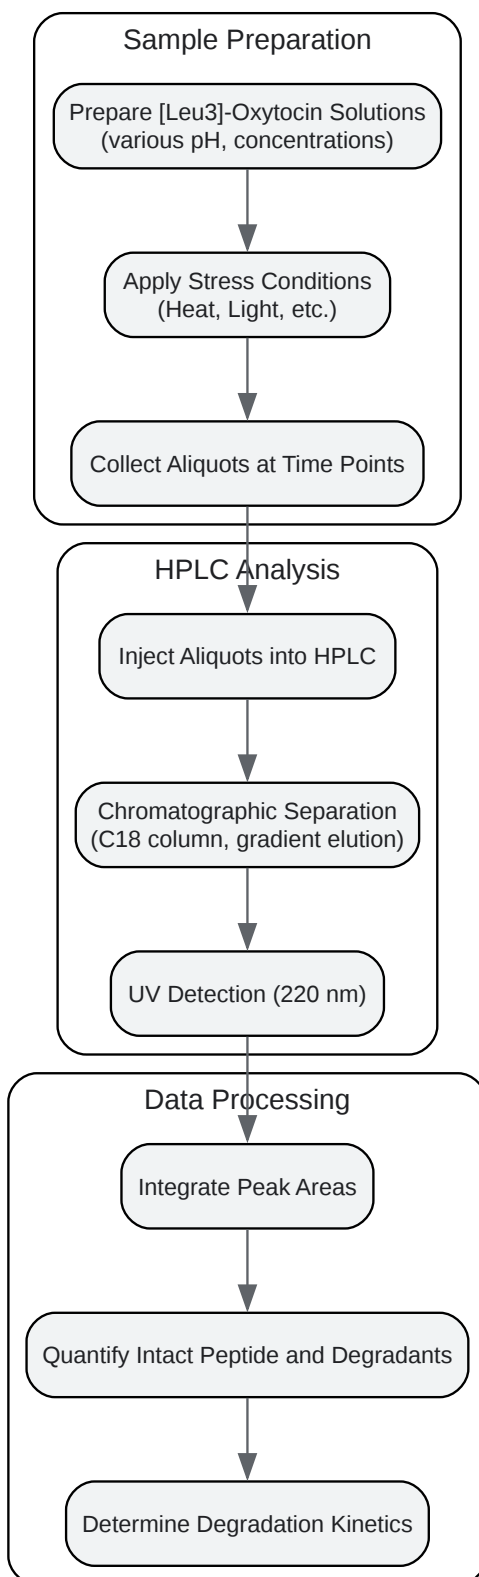 Sample Preparation
Prepare [Leu3]-Oxytocin Solutions
(various pH, concentrations)
Apply Stress Conditions
(Heat, Light, etc.)
Collect Aliquots at Time Points
HPLC Analysis
Inject Aliquots into HPLC
Chromatographic Separation
(C18 column, gradient elution)
UV Detection (220 nm)
Data Processing
Integrate Peak Areas
Quantify Intact Peptide and Degradants
Determine Degradation Kinetics